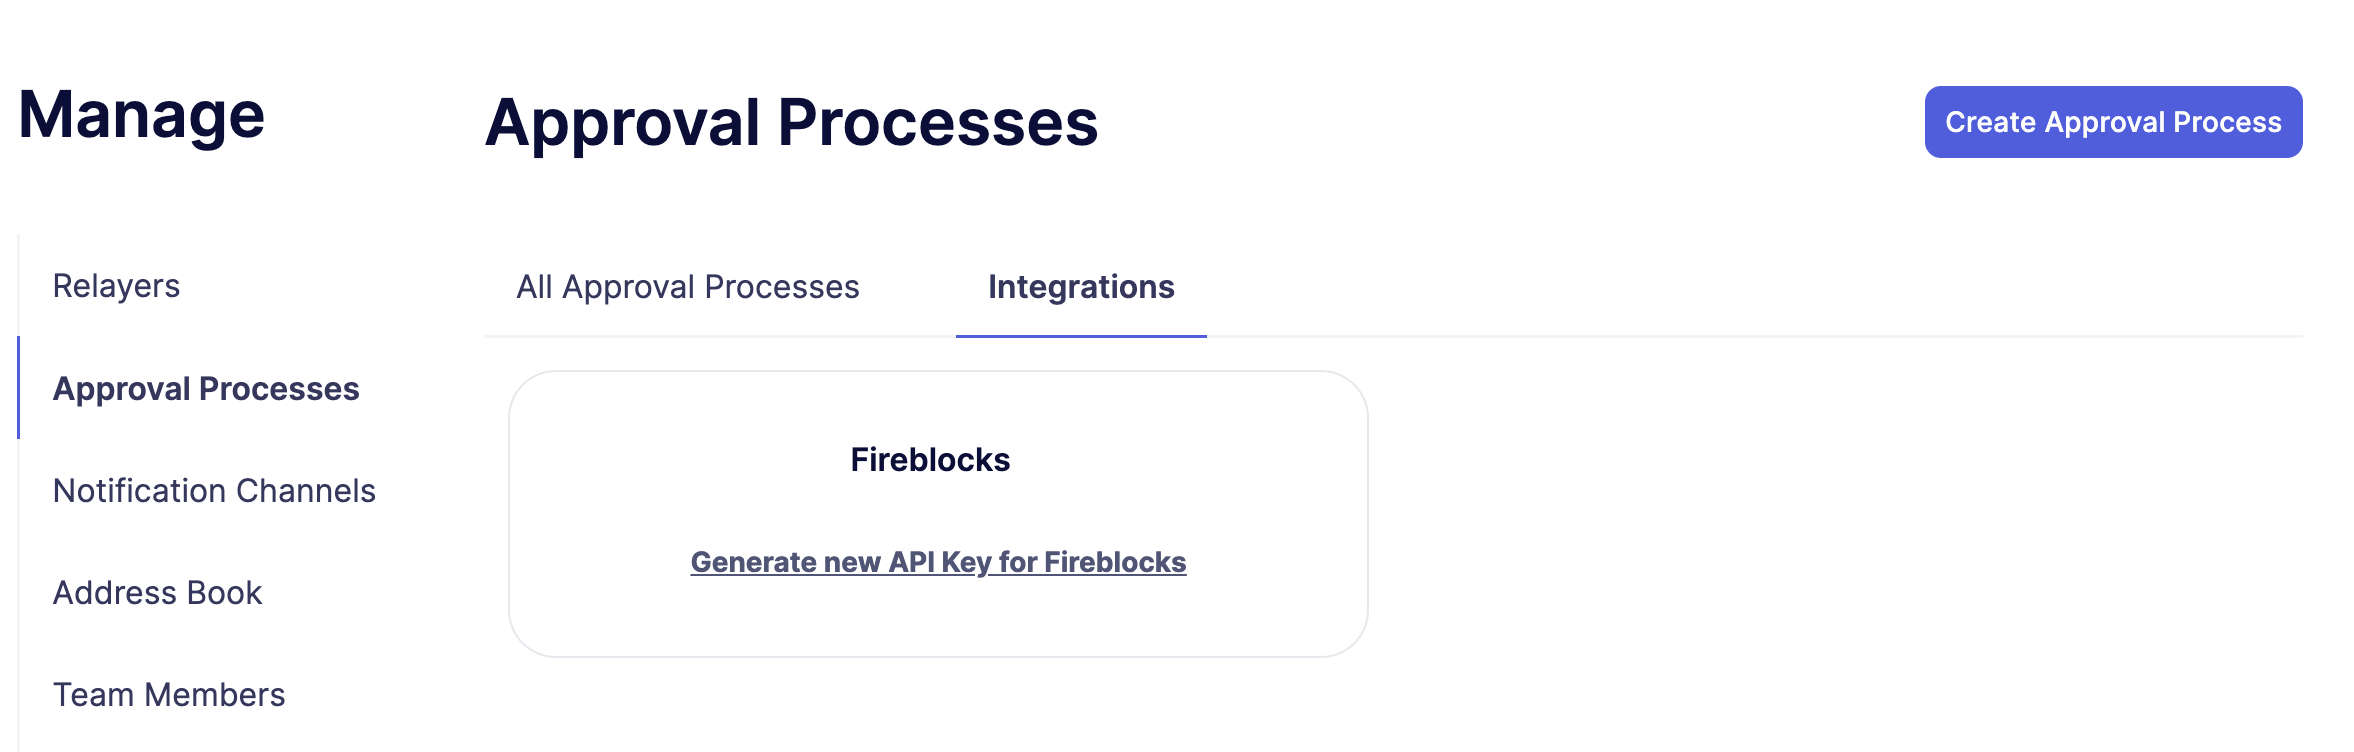 Manage
Approval Processes
Create Approval Process
Relayers
Approval Processes
Notification Channels
Address Book
Team Members
All Approval Processes
Integrations
Fireblocks
Generate new API Key for Fireblocks